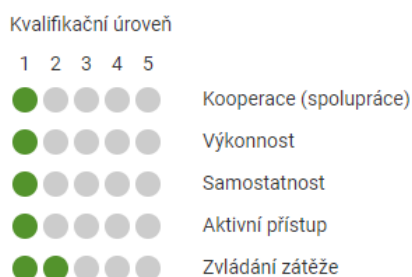 Kvalifikační úroveň
1 2 3 4 5
Kooperace (spolupráce)
Výkonnost
Samostatnost
Aktivní přístup
Zvládání zátěže